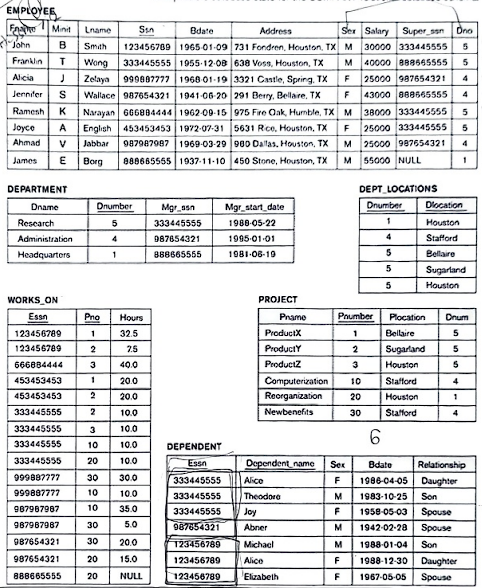 EMPLOYEE
Fname Minit Lname Ssn Bdate Address Sex Salary Super_ssn Dno
John B Smith 123456789 1965-01-09 731 Fondren, Houston, TX M 30000 333445555 5
Franklin T Wong 333445555 1955-12-08 638 Voss, Houston, TX M 40000 888665555 5
Alicia J Zelaya 999887777 1968-01-19 3321 Castle, Spring, TX F 25000 987654321 4
Jennifer S Wallace 987654321 1941-06-20 291 Berry, Bellaire, TX F 43000 888665555 4
Ramesh K Narayan 666884444 1962-09-15 975 Fire Oak, Humble, TX M 38000 333445555 5
Joyce A English 453453453 1972-07-31 5631 Rice, Houston, TX F 25000 333445555 5
Ahmad V Jabbar 987987987 1969-03-29 980 Dallas, Houston, TX M 25000 987654321 4
James E Borg 888665555 1937-11-10 450 Stone, Houston, TX M 55000 NULL 1
DEPARTMENT
Dname Dnumber Mgr_ssn Mgr_start_date
Research 5 333445555 1988-05-22
Administration 4 987654321 1995-01-01
Headquarters 1 888665555 1981-06-19
DEPT_LOCATIONS
Dnumber Dlocation
1 Houston
4 Stafford
5 Bellaire
5 Sugarland
5 Houston
WORKS_ON
Essn Pno Hours
123456789 1 32.5
123456789 2 7.5
666884444 3 40.0
453453453 1 20.0
453453453 2 20.0
333445555 2 10.0
333445555 3 10.0
333445555 10 10.0
333445555 20 10.0
999887777 30 30.0
999887777 10 10.0
987987987 10 35.0
987987987 30 5.0
987654321 30 20.0
987654321 20 15.0
888665555 20 NULL
PROJECT
Pname Pnumber Plocation Dnum
ProductX 1 Bellaire 5
ProductY 2 Sugarland 5
ProductZ 3 Houston 5
Computerization 10 Stafford 4
Reorganization 20 Houston 1
Newbenefits 30 Stafford 4
6
DEPENDENT
Essn Dependent_name Sex Bdate Relationship
333445555 Alice F 1986-04-05 Daughter
333445555 Theodore M 1983-10-25 Son
333445555 Joy F 1958-05-03 Spouse
987654321 Abner M 1942-02-28 Spouse
123456789 Michael M 1988-01-04 Son
123456789 Alice F 1988-12-30 Daughter
123456789 Elizabeth F 1967-05-05 Spouse